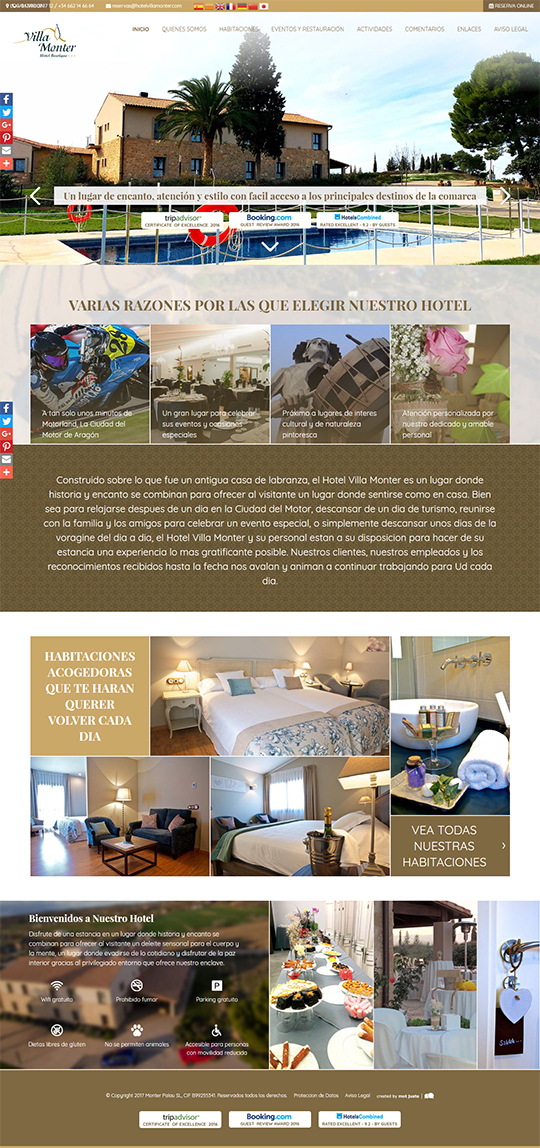 +34 662 14 66 64
reservas@hotelvillamonter.com
RESERVA ONLINE
Villa Monter
Hotel Boutique
INICIO QUIENES SOMOS HABITACIONES EVENTOS Y RESTAURACIÓN ACTIVIDADES COMENTARIOS ENLACES AVISO LEGAL
Un lugar de encanto, atención y estilo con facil acceso a los principales destinos de la comarca
tripadvisor
CERTIFICATE OF EXCELLENCE 2016
Booking.com
GUEST REVIEW AWARD 2016
HotelsCombined
RATED EXCELLENT - 9.2 - BY GUESTS
VARIAS RAZONES POR LAS QUE ELEGIR NUESTRO HOTEL
A tan solo unos minutos de
Motorland, La Ciudad del
Motor de Aragón
Un gran lugar para celebrar
sus eventos y ocasiones
especiales
Próximo a lugares de interes
cultural y de naturaleza
pintoresca
Atención personalizada por
nuestro dedicado y amable
personal
Construido sobre lo que fue un antigua casa de labranza, el Hotel Villa Monter es un lugar donde
historia y encanto se combinan para ofrecer al visitante un lugar donde sentirse como en casa. Bien
sea para relajarse despues de un dia en la Ciudad del Motor, descansar de un dia de turismo, reunirse
con la familia y los amigos para celebrar un evento especial, o simplemente descansar unos dias de la
voragine del dia a dia, el Hotel Villa Monter y su personal estan a su disposicion para hacer de su
estancia una experiencia lo mas gratificante posible. Nuestros clientes, nuestros empleados y los
reconocimientos recibidos hasta la fecha nos avalan y animan a continuar trabajando para Ud cada
dia.
HABITACIONES
ACOGEDORAS
QUE TE HARAN
QUERER
VOLVER CADA
DIA
VEA TODAS
NUESTRAS
HABITACIONES
Bienvenidos a Nuestro Hotel
Disfrute de una estancia en un lugar donde historia y encanto se
combinan para ofrecer al visitante un deleite sensorial para el cuerpo y
la mente, un lugar donde evadirse de lo cotidiano y disfrutar de la paz
interior gracias al privilegiado entorno que ofrece nuestro enclave.
Wifi gratuito
Prohibido fumar
Parking gratuito
Dietas libres de gluten
No se permiten animales
Accesible para personas
con movilidad reducida
© Copyright 2017 Monter Palau SL, CIF B99255341. Reservados todos los derechos. Proteccion de Datos Aviso Legal created by mot juste
tripadvisor
CERTIFICATE OF EXCELLENCE 2016
Booking.com
GUEST REVIEW AWARD 2016
HotelsCombined
RATED EXCELLENT - 9.2 - BY GUESTS